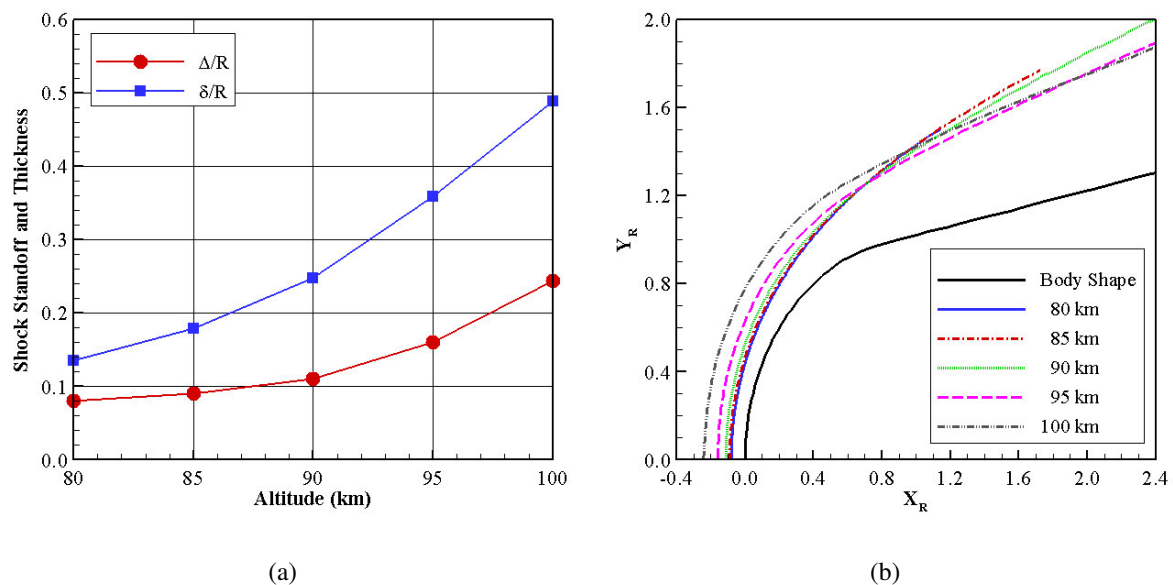 0.6
0.5
0.4
0.3
0.2
0.1
0.0
Shock Standoff and Thickness
Δ/R
δ/R
80
85
90
95
100
Altitude (km)
(a)
2.0
1.6
1.2
0.8
0.4
0.0
Y_R
Body Shape
80 km
85 km
90 km
95 km
100 km
-0.4
0.0
0.4
0.8
1.2
1.6
2.0
2.4
X_R
(b)